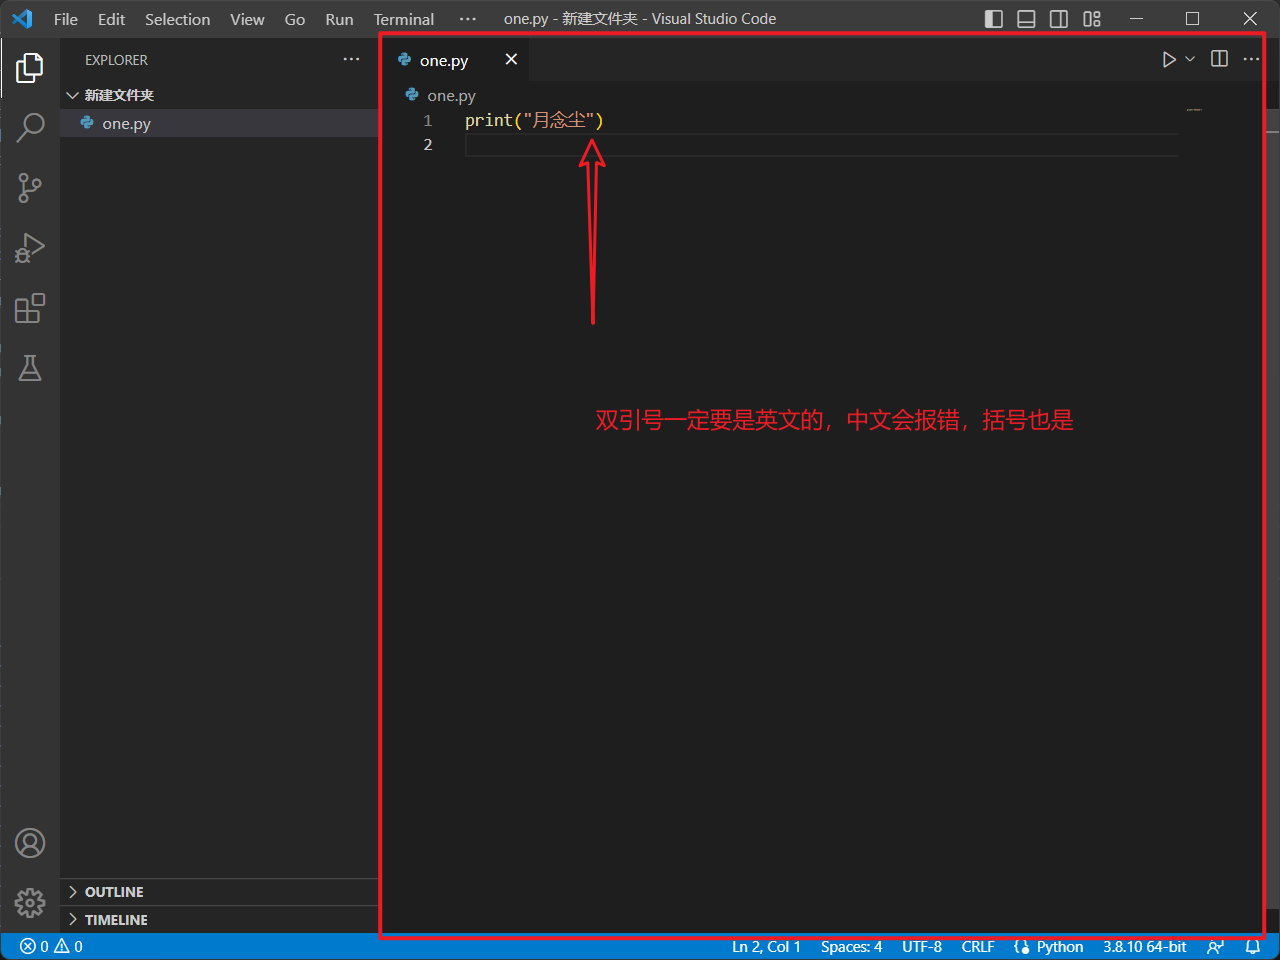 File Edit Selection View Go Run Terminal ··· one.py - 新建文件夹 - Visual Studio Code
EXPLORER ···
新建文件夹
one.py
OUTLINE
TIMELINE
one.py
one.py
1 print("月念尘")
2
双引号一定要是英文的，中文会报错，括号也是
0 0 Ln 2, Col 1 Spaces: 4 UTF-8 CRLF Python 3.8.10 64-bit